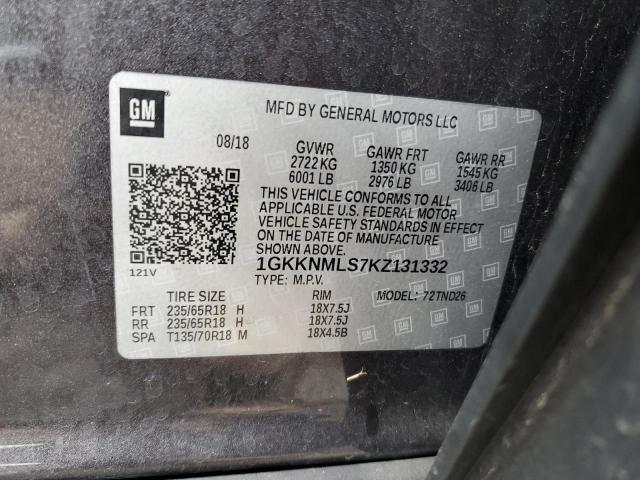 GM
MFD BY GENERAL MOTORS LLC
08/18
GVWR GAWR FRT GAWR RR
2722 KG 1350 KG 1545 KG
6001 LB 2976 LB 3406 LB
THIS VEHICLE CONFORMS TO ALL
APPLICABLE U.S. FEDERAL MOTOR
VEHICLE SAFETY STANDARDS IN EFFECT
ON THE DATE OF MANUFACTURE
SHOWN ABOVE.
121V
1GKKNMLS7KZ131332
TYPE: M.P.V. MODEL: 72TND26
TIRE SIZE RIM
FRT 235/65R18 H 18X7.5J
RR 235/65R18 H 18X7.5J
SPA T135/70R18 M 18X4.5B